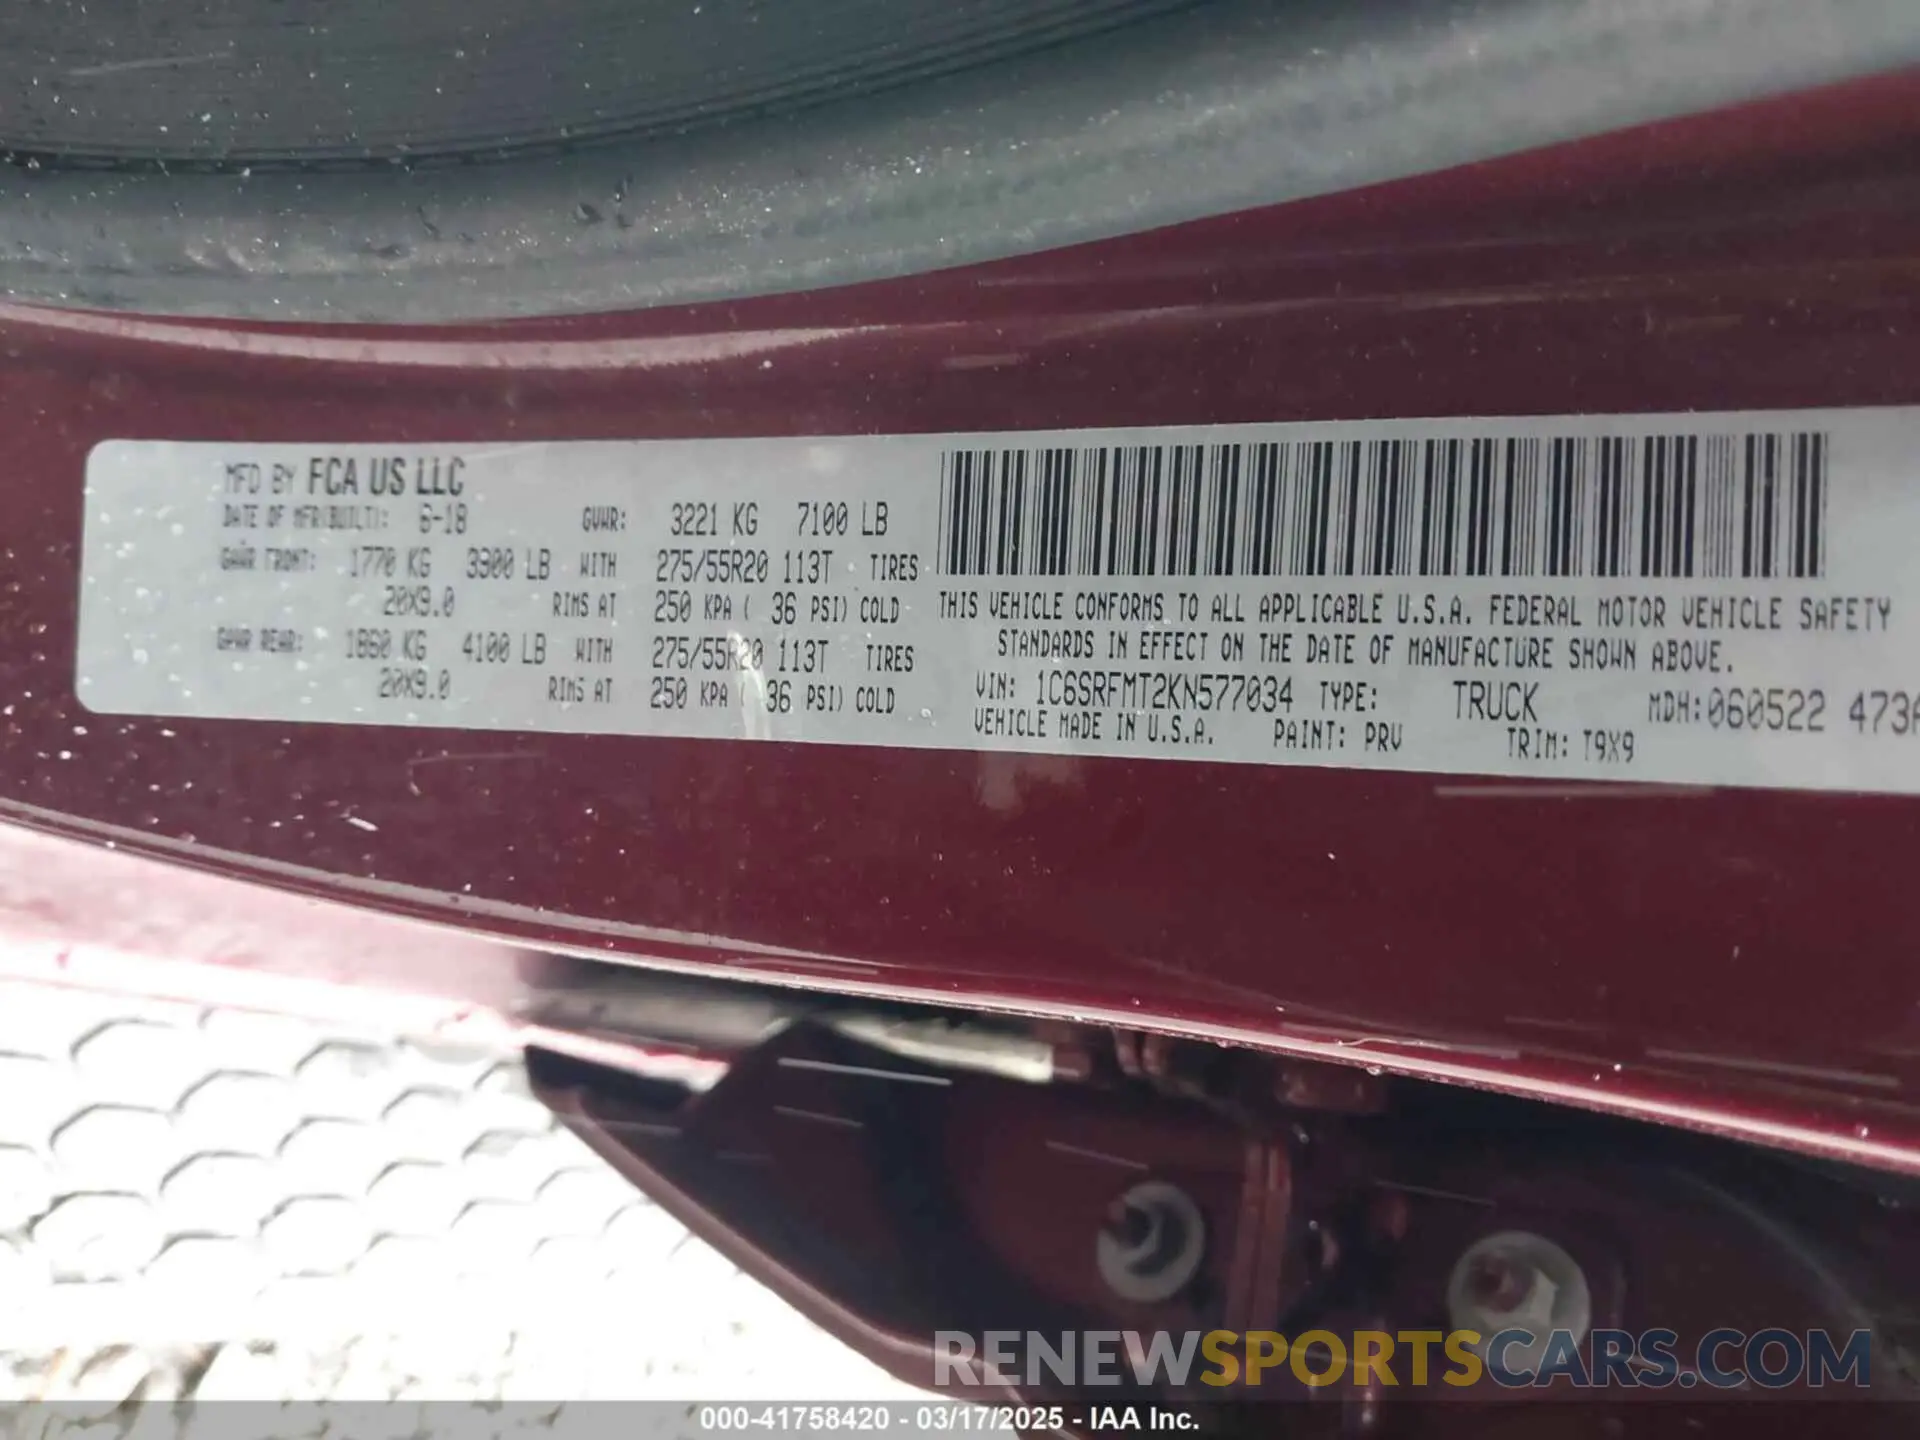 MFD BY FCA US LLC
DATE OF MFR(BUILT): 6-18 GVWR: 3221 KG 7100 LB
GAWR FRONT: 1770 KG 3900 LB WITH 275/55R20 113T TIRES
20X9.0 RIMS AT 250 KPA ( 36 PSI) COLD
GAWR REAR: 1860 KG 4100 LB WITH 275/55R20 113T TIRES
20X9.0 RIMS AT 250 KPA ( 36 PSI) COLD
THIS VEHICLE CONFORMS TO ALL APPLICABLE U.S.A. FEDERAL MOTOR VEHICLE SAFETY
STANDARDS IN EFFECT ON THE DATE OF MANUFACTURE SHOWN ABOVE.
VIN: 1C6SRFMT2KN577034 TYPE: TRUCK MDH:060522 473A
VEHICLE MADE IN U.S.A. PAINT: PRV TRIM: T9X9
RENEWSPORTSCARS.COM
000-41758420 - 03/17/2025 - IAA Inc.